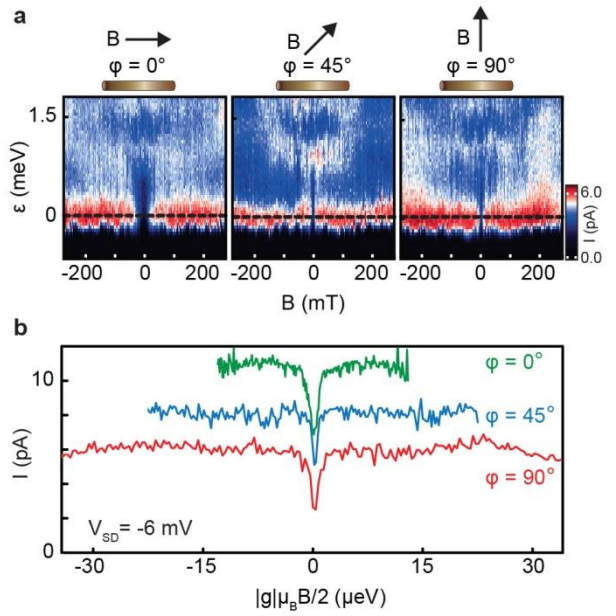 a
B B B
φ = 0° φ = 45° φ = 90°
1.5
0
ε (meV)
6.0
0.0
I (pA)
-200 0 200 -200 0 200 -200 0 200
B (mT)
b
10
0
I (pA)
φ = 0°
φ = 45°
φ = 90°
V_SD= -6 mV
-30 -15 0 15 30
|g|μ_BB/2 (μeV)